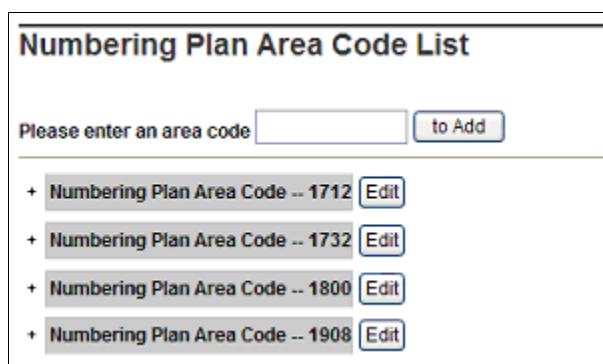 Numbering Plan Area Code List
Please enter an area code to Add
+ Numbering Plan Area Code -- 1712 Edit
+ Numbering Plan Area Code -- 1732 Edit
+ Numbering Plan Area Code -- 1800 Edit
+ Numbering Plan Area Code -- 1908 Edit